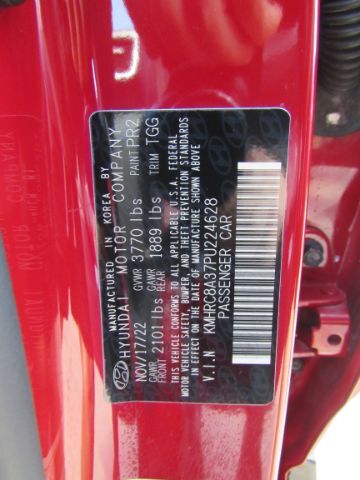 MANUFACTURED IN KOREA BY
HYUNDAI MOTOR COMPANY
NOV/17/22 GVWR 3770 lbs PAINT PR2
GAWR FRONT 2101 lbs GAWR REAR 1889 lbs TRIM TGG
THIS VEHICLE CONFORMS TO ALL APPLICABLE U.S.A. FEDERAL
MOTOR VEHICLE SAFETY, BUMPER, AND THEFT PREVENTION STANDARDS
IN EFFECT ON THE DATE OF MANUFACTURE SHOWN ABOVE.
V.I.N KMHRC8A37PU224628
PASSENGER CAR